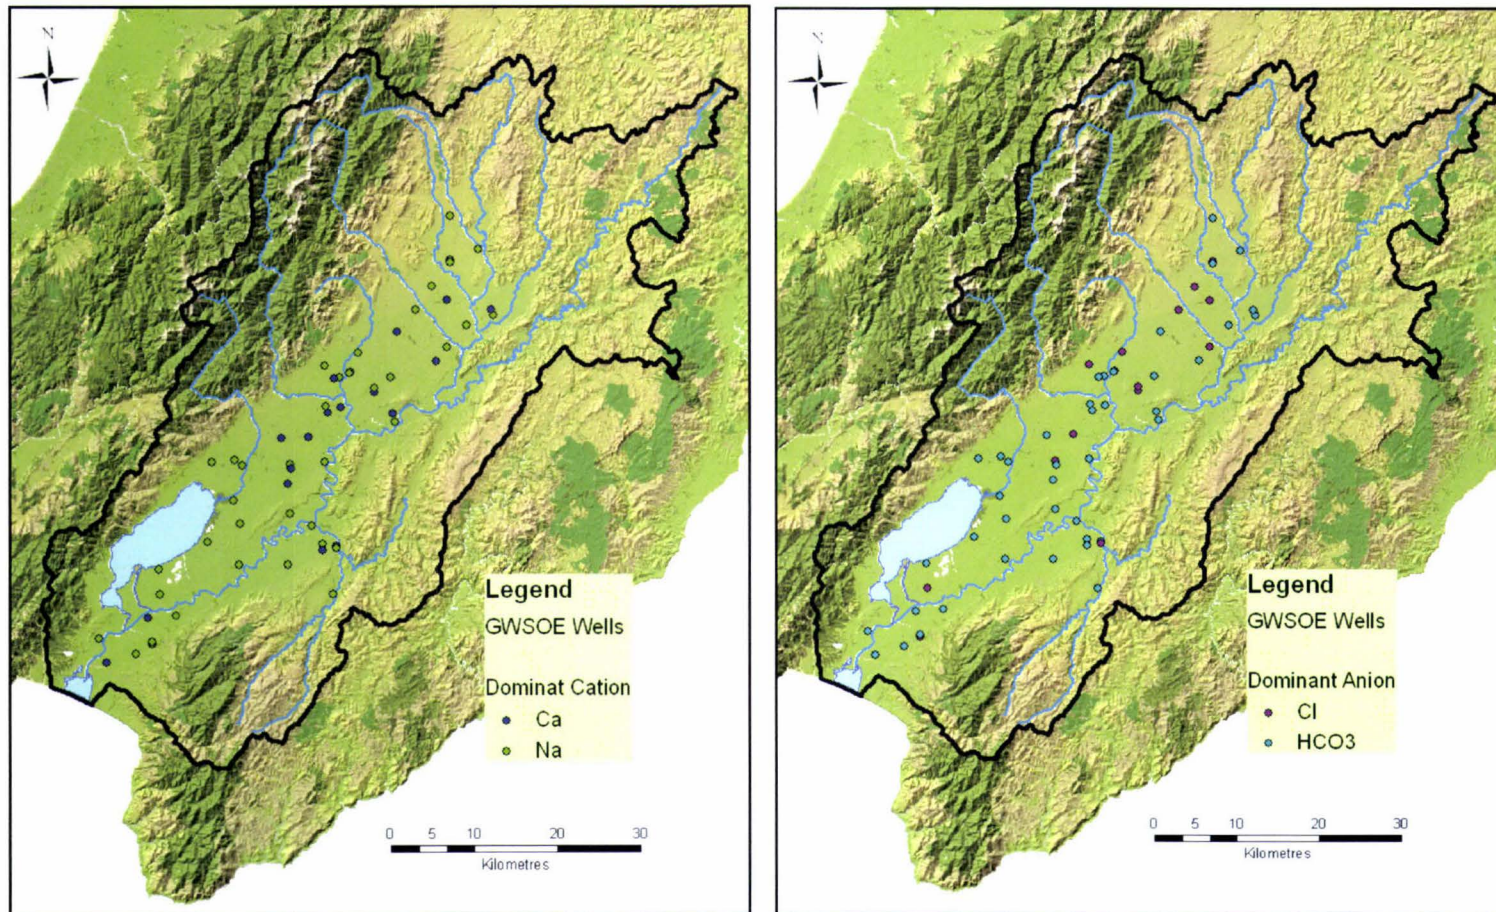 N
Legend
GWSOE Wells
Dominat Cation
Ca
Na
0 5 10 20 30
Kilometres
N
Legend
GWSOE Wells
Dominant Anion
Cl
HCO3
0 5 10 20 30
Kilometres